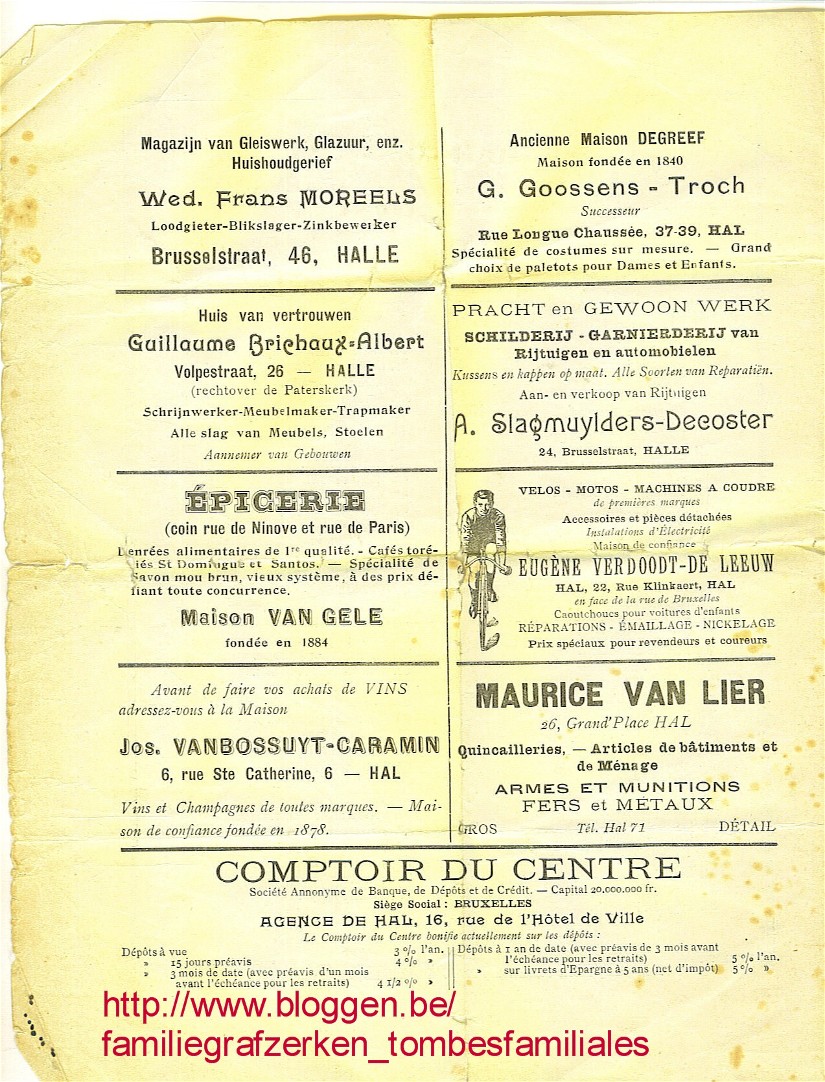 Magazijn van Gleiswerk, Glazuur, enz.
Huishoudgerief
Wed. Frans MOREELS
Loodgieter-Blikslager-Zinkbewerker
Brusselstraat, 46, HALLE
Huis van vertrouwen
Guillaume Brichaux-Albert
Volpestraat, 26 — HALLE
(rechtover de Paterskerk)
Schrijnwerker-Meubelmaker-Trapmaker
Alle slag van Meubels, Stoelen
Aannemer van Gebouwen
ÉPICERIE
(coin rue de Ninove et rue de Paris)
Denrées alimentaires de 1re qualité. - Cafés toré-
fiés St Domingue et Santos. — Spécialité de
Savon mou brun, vieux système, à des prix dé-
fiant toute concurrence.
Maison VAN GELE
fondée en 1884
Avant de faire vos achats de VINS
adressez-vous à la Maison
Jos. VANBOSSUYT-CARAMIN
6, rue Ste Catherine, 6 — HAL
Vins et Champagnes de toutes marques. — Mai-
son de confiance fondée en 1878.
Ancienne Maison DEGREEF
Maison fondée en 1840
G. Goossens - Troch
Successeur
Rue Longue Chaussée, 37-39, HAL
Spécialité de costumes sur mesure. — Grand
choix de paletots pour Dames et Enfants.
PRACHT en GEWOON WERK
SCHILDERIJ - GARNIERDERIJ van
Rijtuigen en automobielen
Kussens en kappen op maat. Alle Soorten van Reparatiën.
Aan- en verkoop van Rijtuigen
A. Slagmuylders-Decoster
24, Brusselstraat, HALLE
VELOS - MOTOS - MACHINES A COUDRE
de premières marques
Accessoires et pièces détachées
Instalations d'Électricité
Maison de confiance
EUGÈNE VERDOODT-DE LEEUW
HAL, 22, Rue Klinkaert, HAL
en face de la rue de Bruxelles
Caoutchoucs pour voitures d'enfants
RÉPARATIONS - ÉMAILLAGE - NICKELAGE
Prix spéciaux pour revendeurs et coureurs
MAURICE VAN LIER
26, Grand'Place HAL
Quincailleries, — Articles de bâtiments et
de Ménage
ARMES ET MUNITIONS
FERS et MÉTAUX
GROS Tél. Hal 71 DÉTAIL
COMPTOIR DU CENTRE
Société Annonyme de Banque, de Dépôts et de Crédit. — Capital 20.000.000 fr.
Siège Social : BRUXELLES
AGENCE DE HAL, 16, rue de l'Hôtel de Ville
Le Comptoir du Centre bonifie actuellement sur les dépôts :
Dépôts à vue 3 % l'an.
» 15 jours préavis 4 % »
» 3 mois de date (avec préavis d'un mois
avant l'échéance pour les retraits) 4 1/2 % »
Dépôts à 1 an de date (avec préavis de 3 mois avant
l'échéance pour les retraits) 5 % l'an.
» sur livrets d'Epargne à 5 ans (net d'impôt) 5 % »
http://www.bloggen.be/
familiegrafzerken_tombesfamiliales